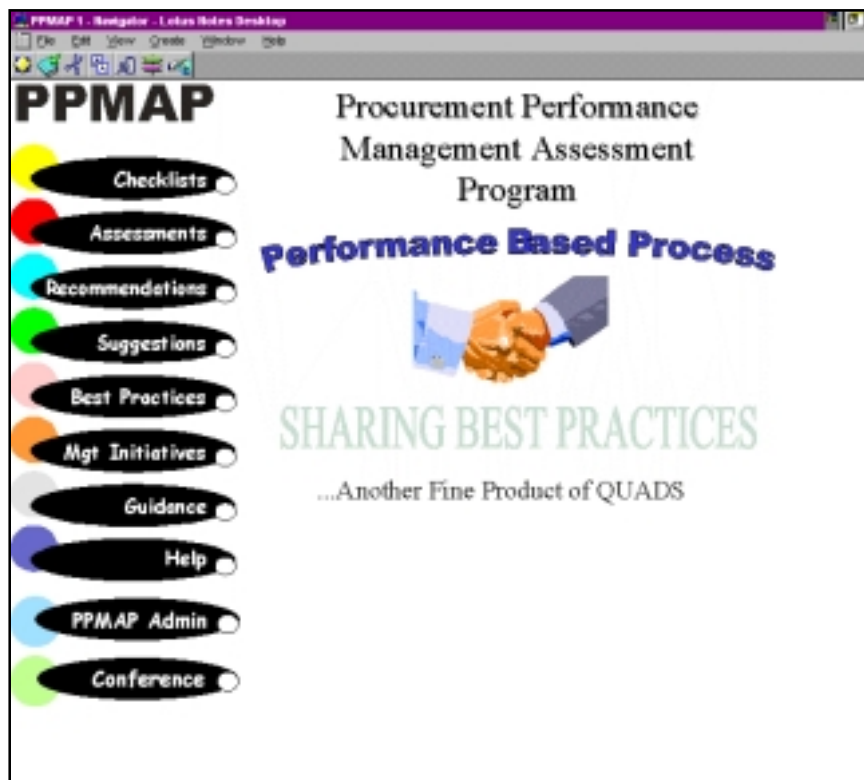 PPMAP 1 - Navigator - Lotus Notes Desktop
File Edit View Create Window Help
PPMAP
Procurement Performance
Management Assessment
Program
Performance Based Process
SHARING BEST PRACTICES
...Another Fine Product of QUADS
Checklists
Assessments
Recommendations
Suggestions
Best Practices
Mgt Initiatives
Guidance
Help
PPMAP Admin
Conference